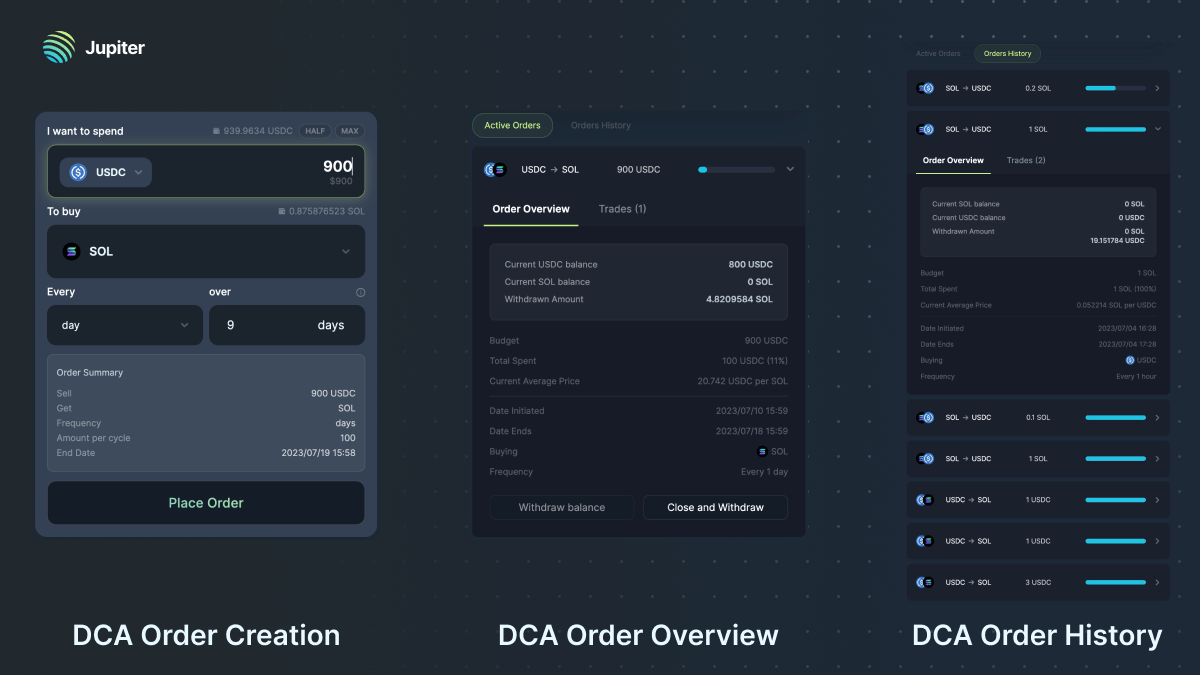 Jupiter
I want to spend 939.9634 USDC HALF MAX
USDC 900
$900
To buy 0.875876523 SOL
SOL
Every over
day 9 days
Order Summary
Sell 900 USDC
Get SOL
Frequency days
Amount per cycle 100
End Date 2023/07/19 15:58
Place Order
DCA Order Creation
Active Orders Orders History
USDC → SOL 900 USDC
Order Overview Trades (1)
Current USDC balance 800 USDC
Current SOL balance 0 SOL
Withdrawn Amount 4.8209584 SOL
Budget 900 USDC
Total Spent 100 USDC (11%)
Current Average Price 20.742 USDC per SOL
Date Initiated 2023/07/10 15:59
Date Ends 2023/07/18 15:59
Buying SOL
Frequency Every 1 day
Withdraw balance Close and Withdraw
DCA Order Overview
Active Orders Orders History
SOL → USDC 0.2 SOL
SOL → USDC 1 SOL
Order Overview Trades (2)
Current SOL balance 0 SOL
Current USDC balance 0 USDC
Withdrawn Amount 0 SOL
19.151784 USDC
Budget 1 SOL
Total Spent 1 SOL (100%)
Current Average Price 0.052214 SOL per USDC
Date Initiated 2023/07/04 16:28
Date Ends 2023/07/04 17:28
Buying USDC
Frequency Every 1 hour
SOL → USDC 0.1 SOL
SOL → USDC 1 SOL
USDC → SOL 1 USDC
USDC → SOL 1 USDC
USDC → SOL 3 USDC
DCA Order History